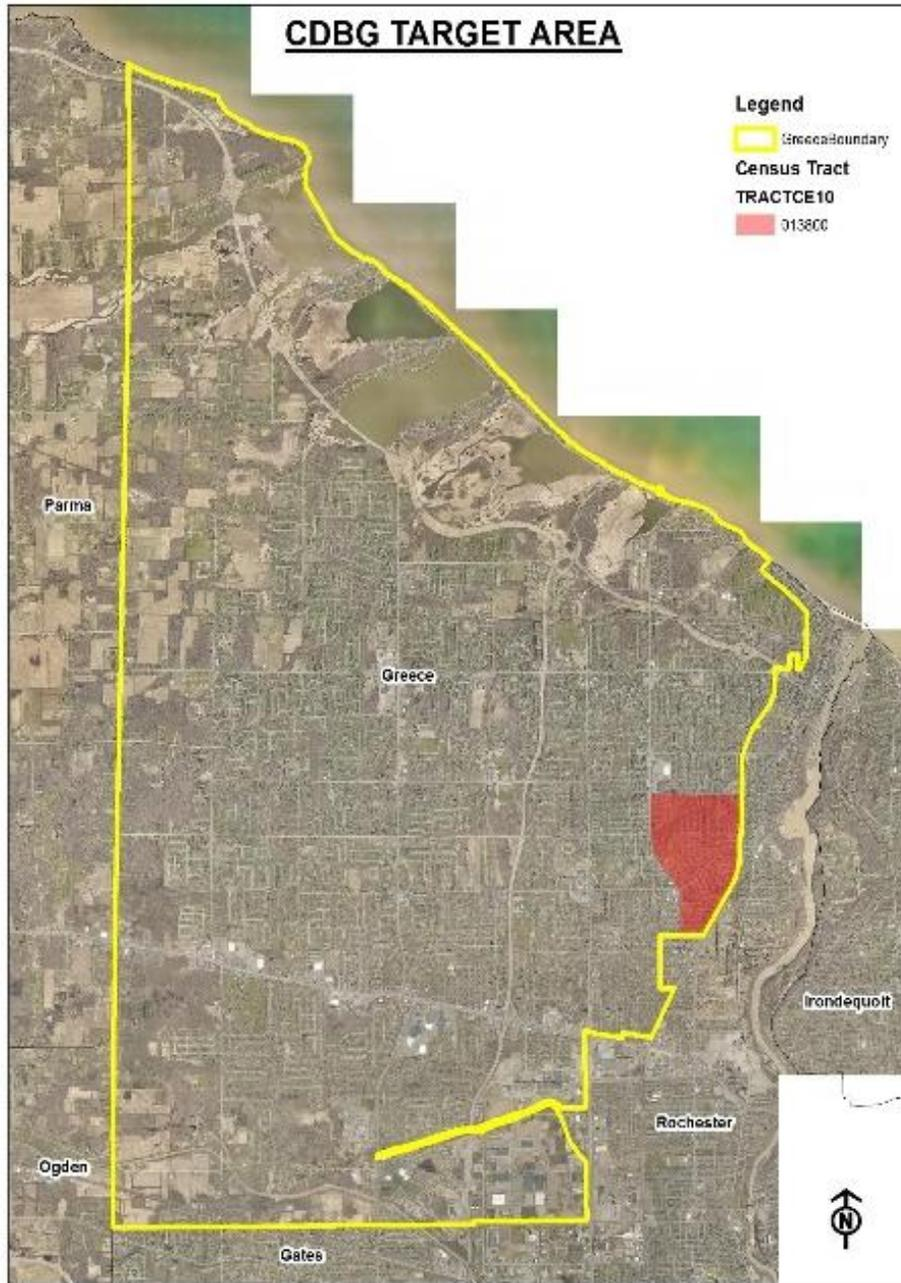 CDBG TARGET AREA
Legend
GreeceBoundary
Census Tract
TRACTCE10
013800
Parma
Greece
Irondequoit
Rochester
Ogden
Gates
N